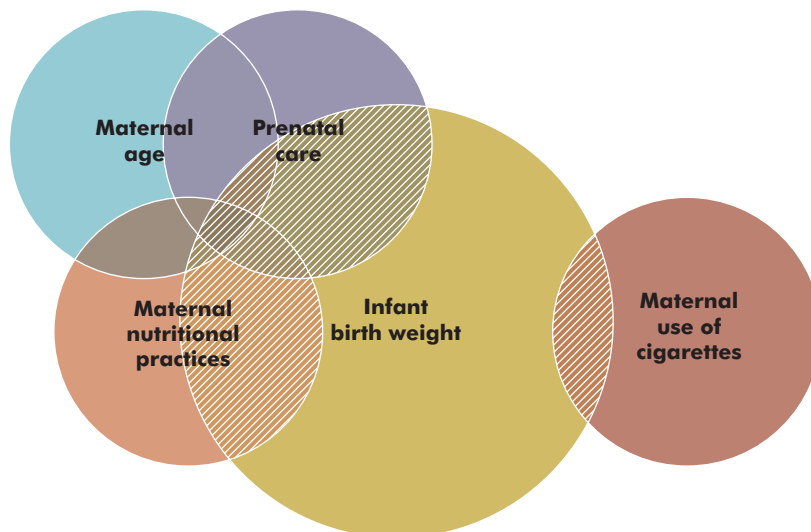 Maternal
age
Prenatal
care
Maternal
nutritional
practices
Infant
birth weight
Maternal
use of
cigarettes